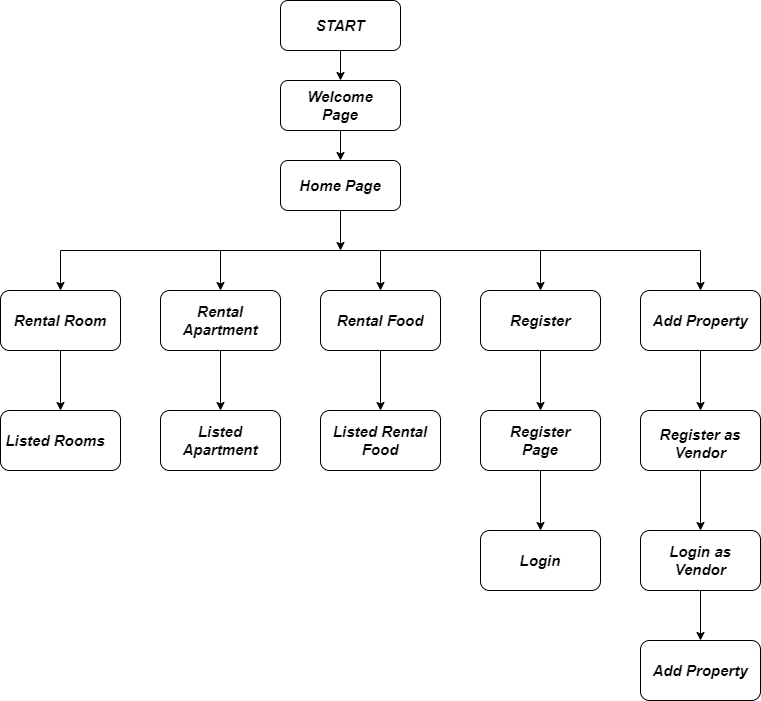 START
Welcome
Page
Home Page
Rental Room
Rental
Apartment
Rental Food
Register
Add Property
Listed Rooms
Listed
Apartment
Listed Rental
Food
Register
Page
Register as
Vendor
Login
Login as
Vendor
Add Property